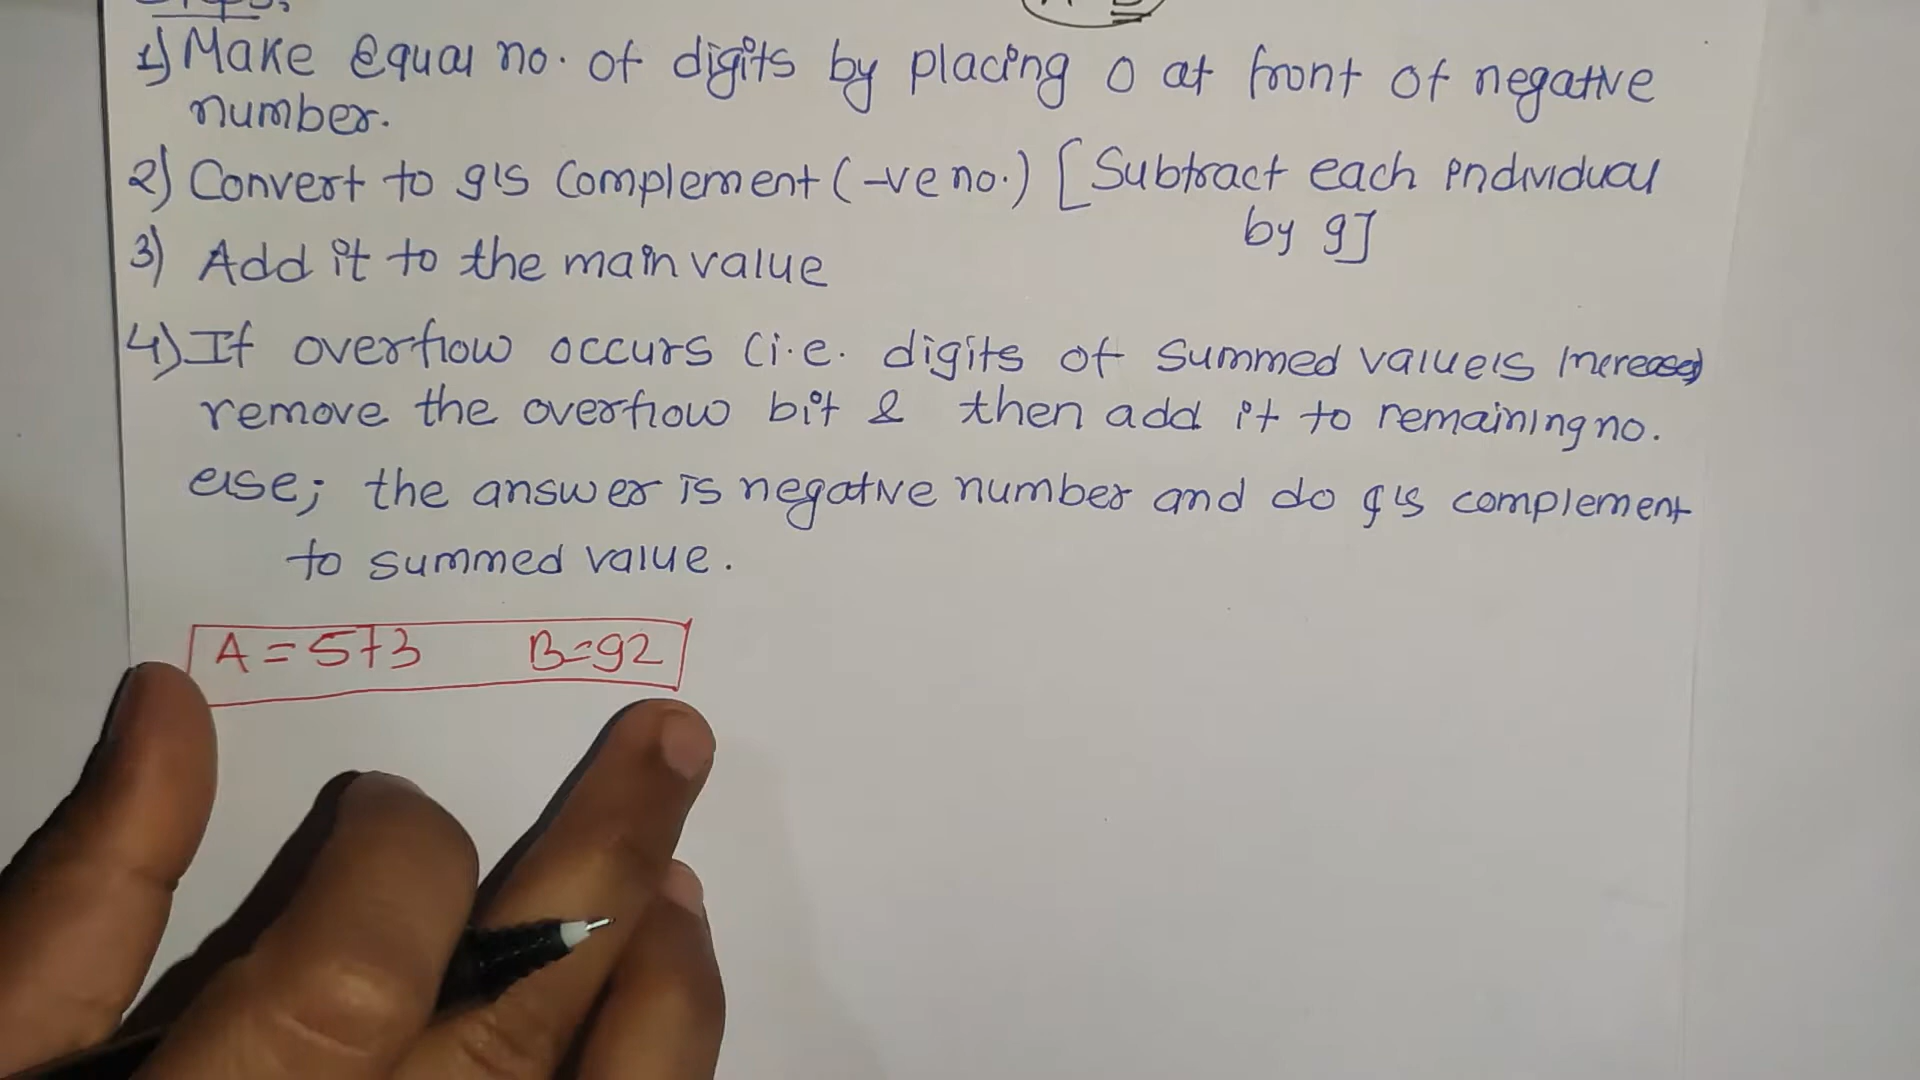 1) Make equal no. of digits by placing 0 at front of negative
number.
2) Convert to 9's complement (-ve no.) [Subtract each individual
by 9]
3) Add it to the main value
4) If overflow occurs (i.e. digits of summed value is increased)
remove the overflow bit & then add it to remaining no.
else; the answer is negative number and do 9's complement
to summed value.
A = 573 B = 92